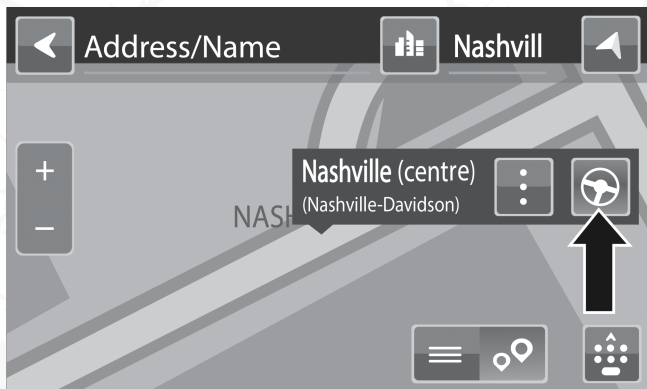 Address/Name
Nashvill
Nashville (centre)
(Nashville-Davidson)
NASH
+
−